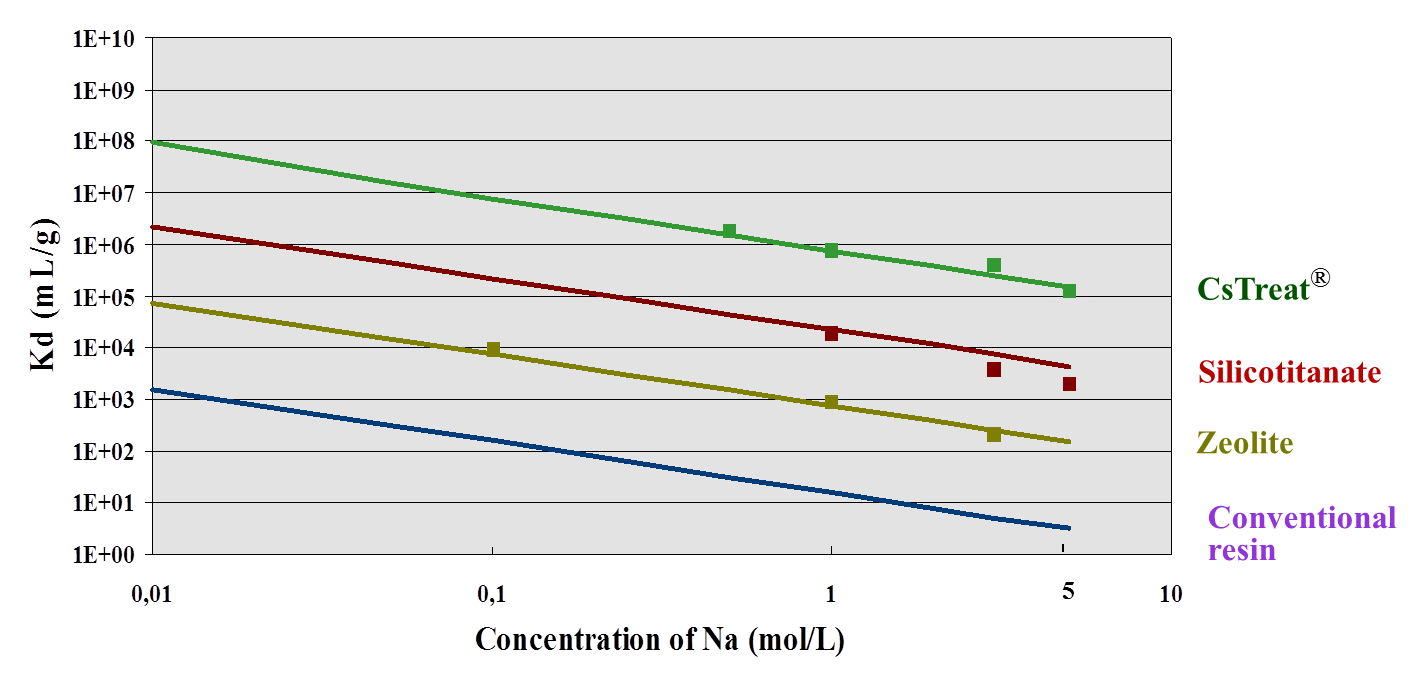 1E+10
1E+09
1E+08
1E+07
1E+06
1E+05
1E+04
1E+03
1E+02
1E+01
1E+00
Kd (m L/g)
0,01 0,1 1 5 10
Concentration of Na (mol/L)
CsTreat®
Silicotitanate
Zeolite
Conventional
resin